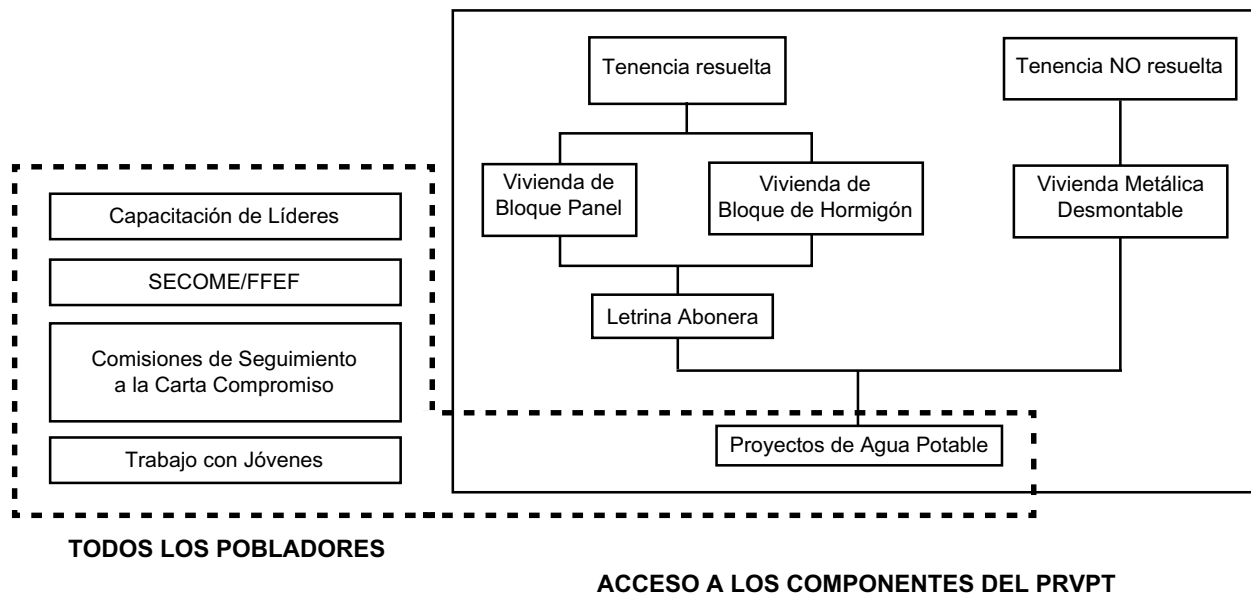 Tenencia resuelta
Tenencia NO resuelta
Vivienda de
Bloque Panel
Vivienda de
Bloque de Hormigón
Vivienda Metálica
Desmontable
Capacitación de Líderes
SECOME/FFEF
Letrina Abonera
Comisiones de Seguimiento
a la Carta Compromiso
Proyectos de Agua Potable
Trabajo con Jóvenes
TODOS LOS POBLADORES
ACCESO A LOS COMPONENTES DEL PRVPT